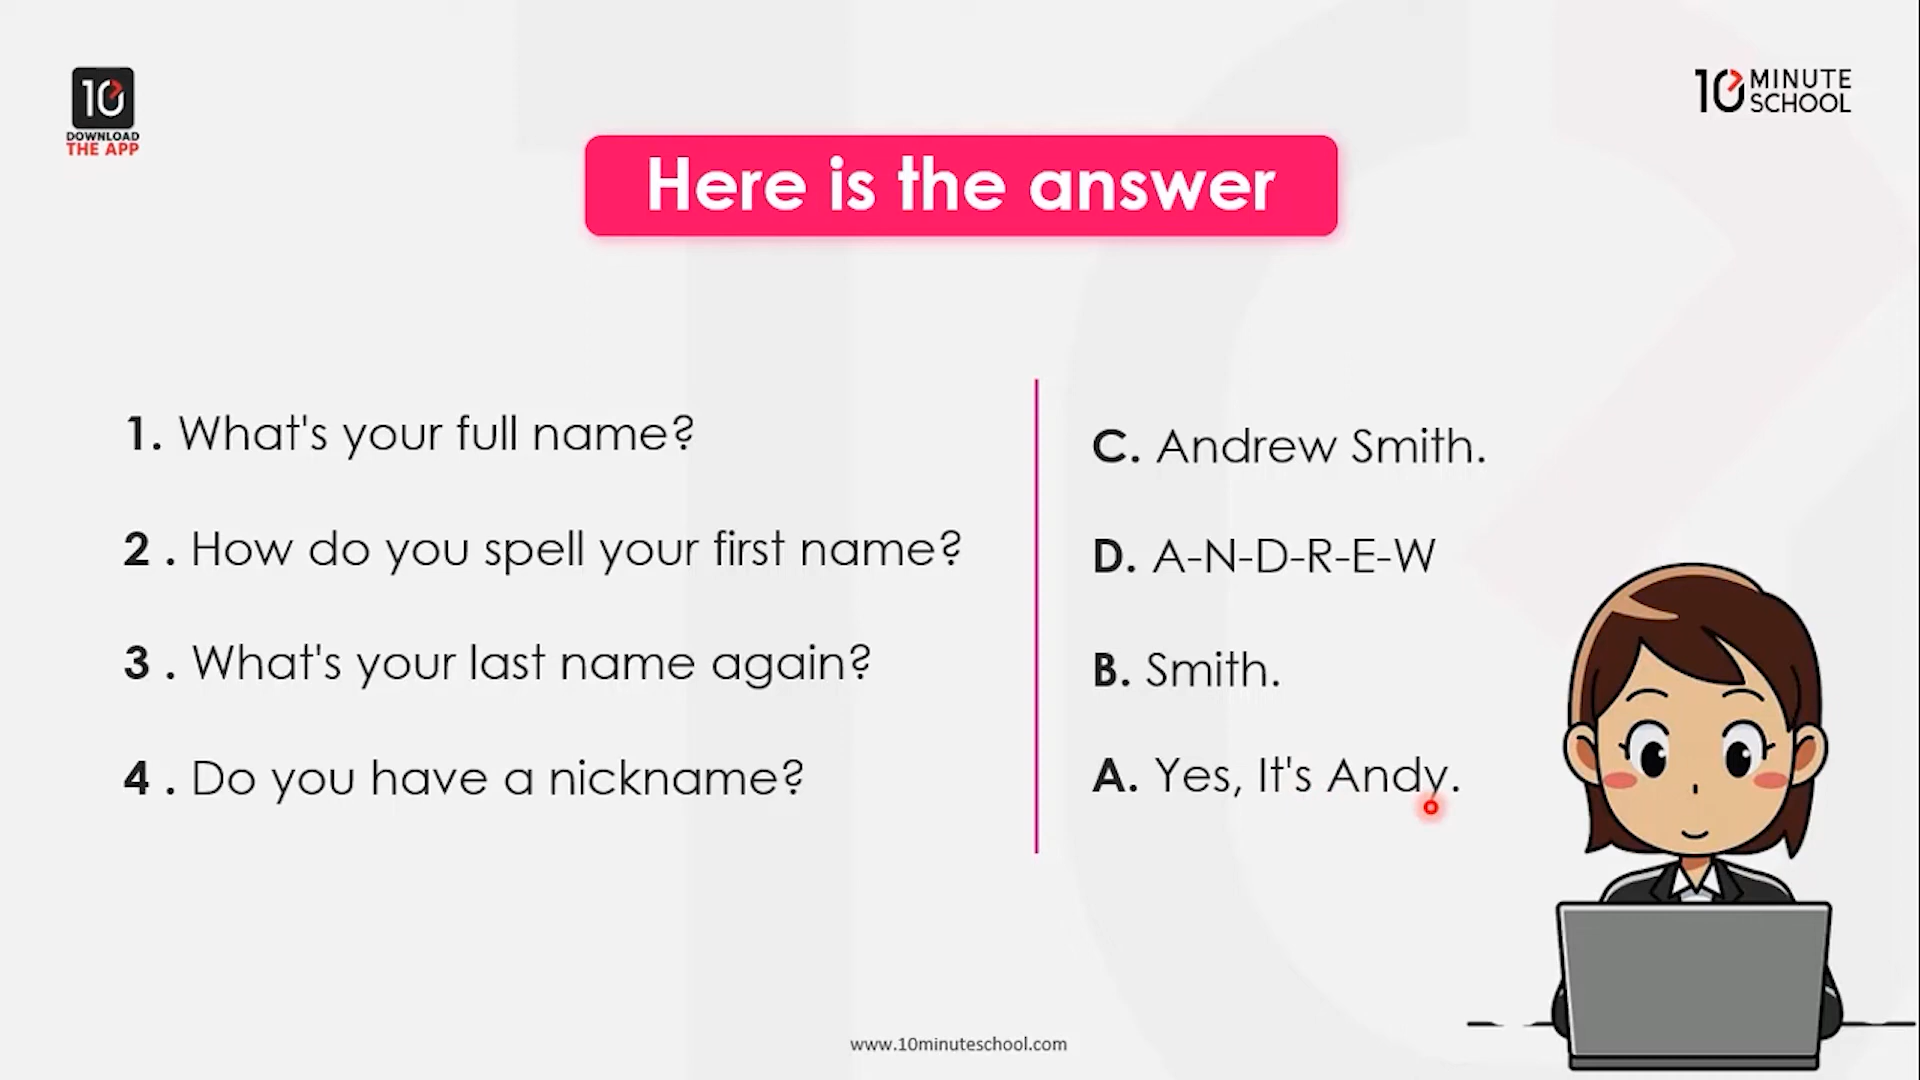 10
DOWNLOAD
THE APP
10 MINUTE
SCHOOL
Here is the answer
1. What's your full name?
C. Andrew Smith.
2 . How do you spell your first name?
D. A-N-D-R-E-W
3 . What's your last name again?
B. Smith.
4 . Do you have a nickname?
A. Yes, It's Andy.
www.10minuteschool.com